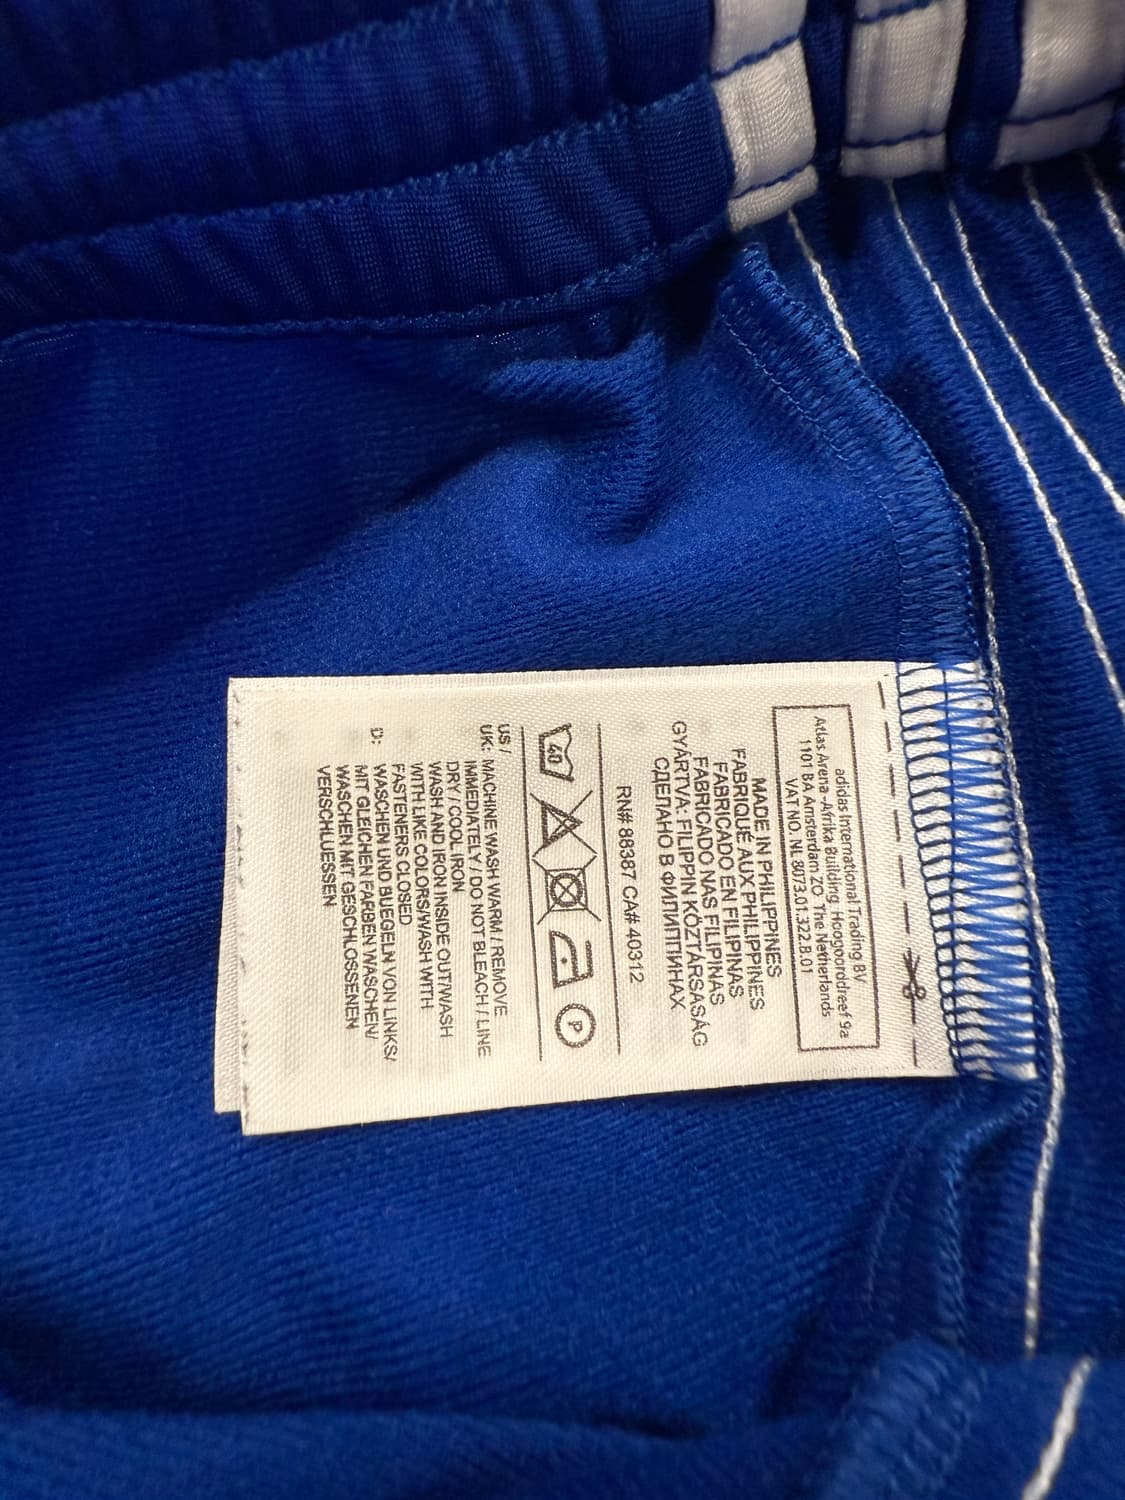 adidas International Trading BV
Atlas Arena -Afrika Building Hoogoorddreef 9a
1101 BA Amsterdam ZO, The Netherlands
VAT NO. NL 8073.01.322.B.01
MADE IN PHILIPPINES
FABRIQUÉ AUX PHILIPPINES
FABRICADO EN FILIPINAS
FABRICADO NAS FILIPINAS
GYÁRTVA: FILIPPIN KÖZTÁRSASÁG
СДЕЛАНО В ФИЛИППИНАХ
RN# 88387 CA# 40312
40
P
US /
UK: MACHINE WASH WARM / REMOVE
IMMEDIATELY / DO NOT BLEACH / LINE
DRY / COOL IRON
WASH AND IRON INSIDE OUT/WASH
WITH LIKE COLORS/WASH WITH
FASTENERS CLOSED
D: WASCHEN UND BUEGELN VON LINKS/
MIT GLEICHEN FARBEN WASCHEN/
WASCHEN MIT GESCHLOSSENEN
VERSCHLUESSEN